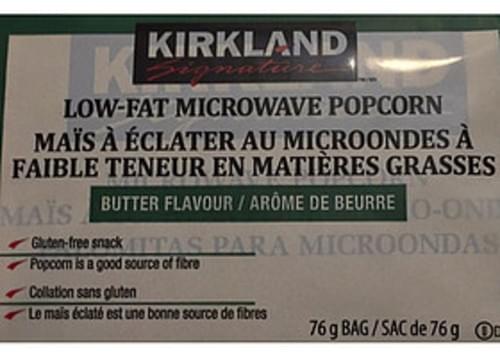 KIRKLAND
Signature
LOW-FAT MICROWAVE POPCORN
MAÏS À ÉCLATER AU MICROONDES À
FAIBLE TENEUR EN MATIÈRES GRASSES
BUTTER FLAVOUR / ARÔME DE BEURRE
Gluten-free snack
Popcorn is a good source of fibre
Collation sans gluten
Le maïs éclaté est une bonne source de fibres
76 g BAG / SAC de 76 g